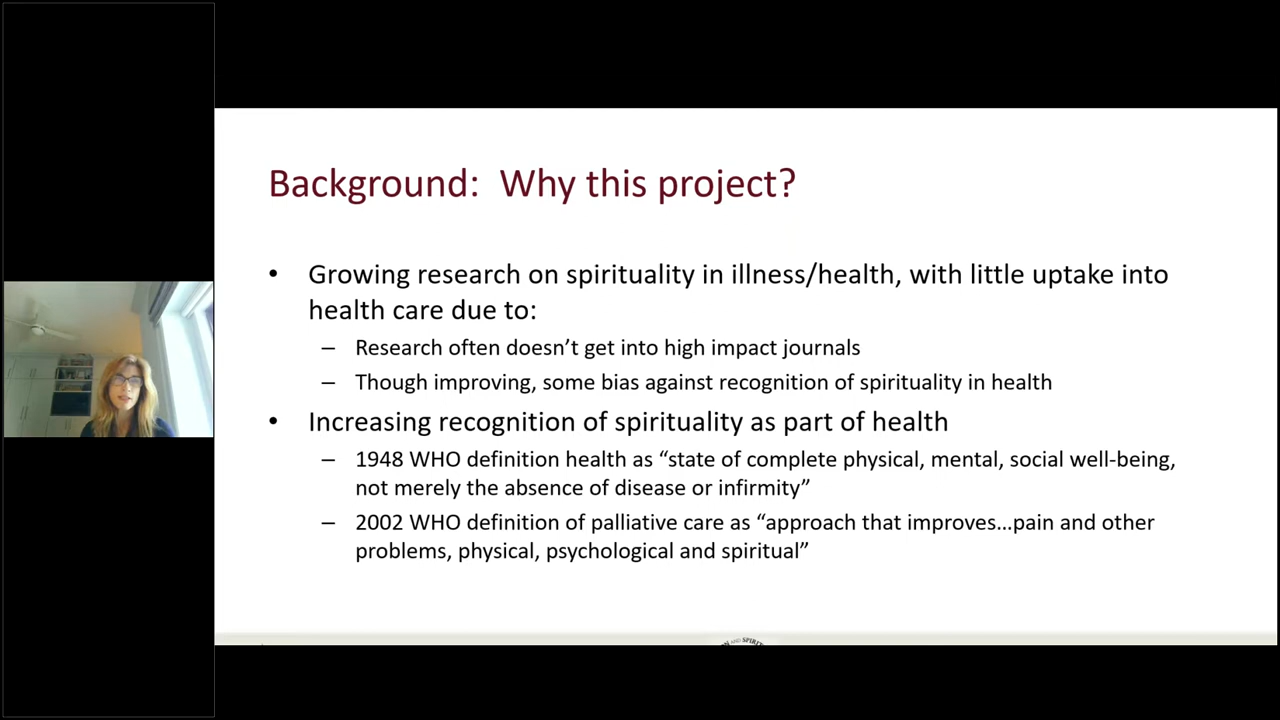 Background:  Why this project?
• Growing research on spirituality in illness/health, with little uptake into
health care due to:
– Research often doesn’t get into high impact journals
– Though improving, some bias against recognition of spirituality in health
• Increasing recognition of spirituality as part of health
– 1948 WHO definition health as “state of complete physical, mental, social well-being,
not merely the absence of disease or infirmity”
– 2002 WHO definition of palliative care as “approach that improves…pain and other
problems, physical, psychological and spiritual”
AND